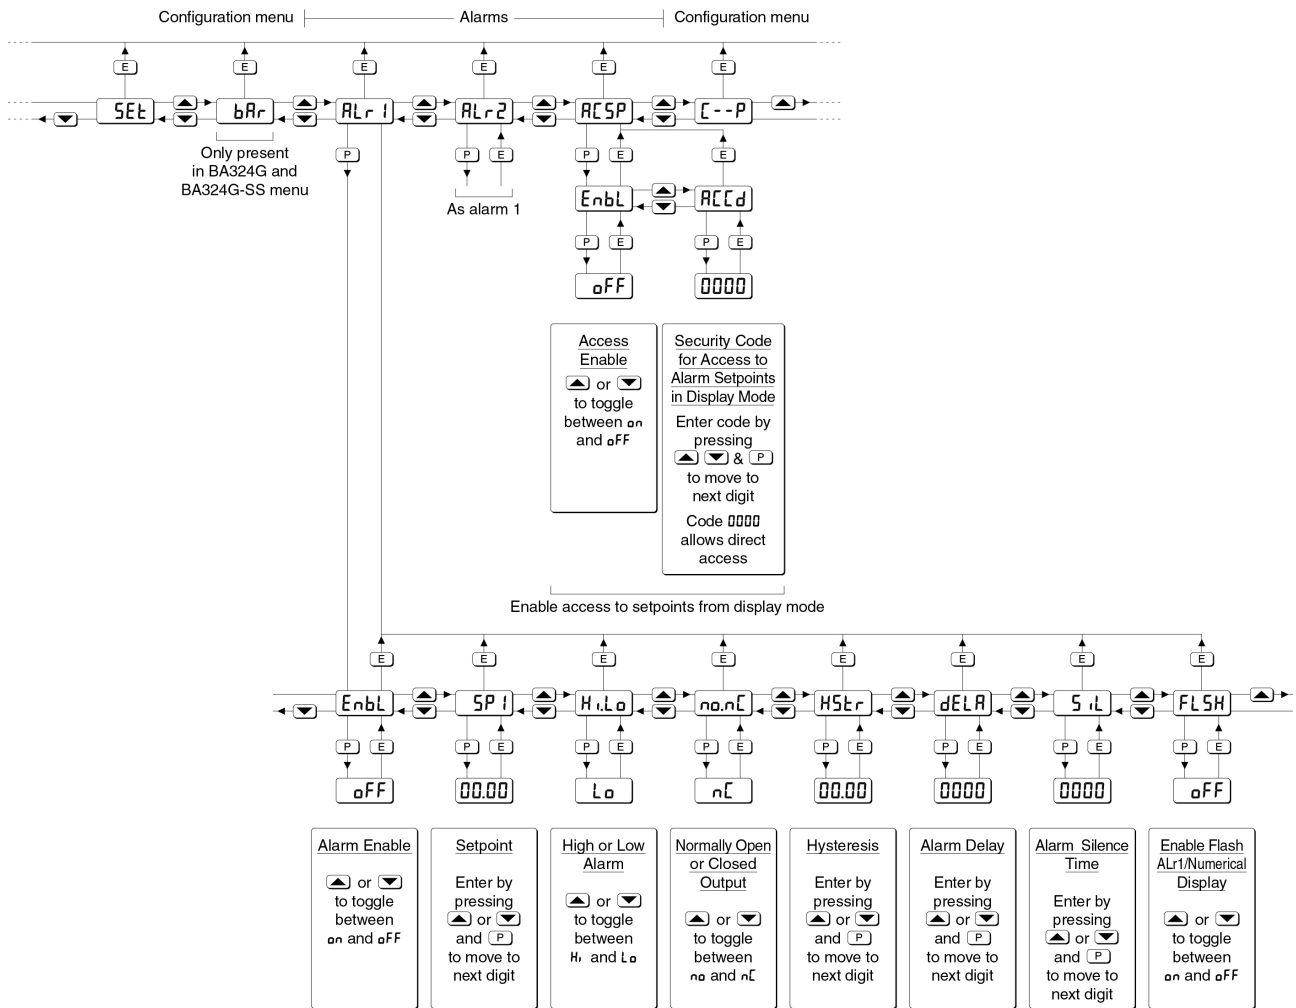 Configuration menu Alarms Configuration menu
E E E E E E
SEt bAr ALr1 ALr2 ACSP C--P
Only present
in BA324G and
BA324G-SS menu
P P E P E E
As alarm 1
EnbL ACCd
P E P E
oFF 0000
Access
Enable
or
to toggle
between on
and oFF
Security Code
for Access to
Alarm Setpoints
in Display Mode
Enter code by
pressing
& P
to move to
next digit
Code 0000
allows direct
access
Enable access to setpoints from display mode
E E E E E E E E
EnbL SP1 Hi.Lo no.nC HStr dELA SiL FLSH
P E P E P E P E P E P E P E P E
oFF 00.00 Lo nC 00.00 0000 0000 oFF
Alarm Enable
or
to toggle
between
on and oFF
Setpoint
Enter by
pressing
or
and P
to move to
next digit
High or Low
Alarm
or
to toggle
between
Hi and Lo
Normally Open
or Closed
Output
or
to toggle
between
no and nC
Hysteresis
Enter by
pressing
or
and P
to move to
next digit
Alarm Delay
Enter by
pressing
or
and P
to move to
next digit
Alarm Silence
Time
Enter by
pressing
or
and P
to move to
next digit
Enable Flash
ALr1/Numerical
Display
or
to toggle
between
on and oFF